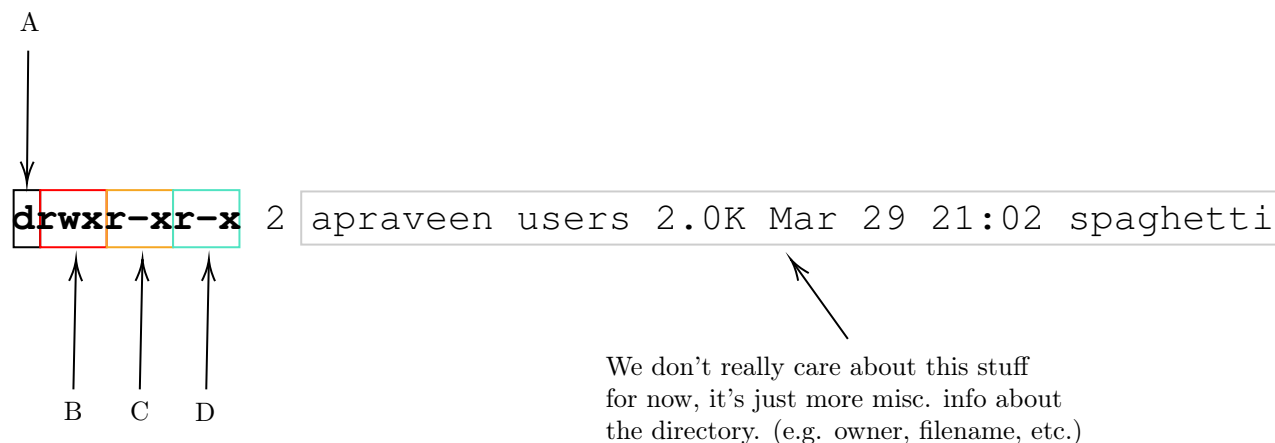 A
drwxr-xr-x 2 apraveen users 2.0K Mar 29 21:02 spaghetti
We don't really care about this stuff
for now, it's just more misc. info about
the directory. (e.g. owner, filename, etc.)
B C D